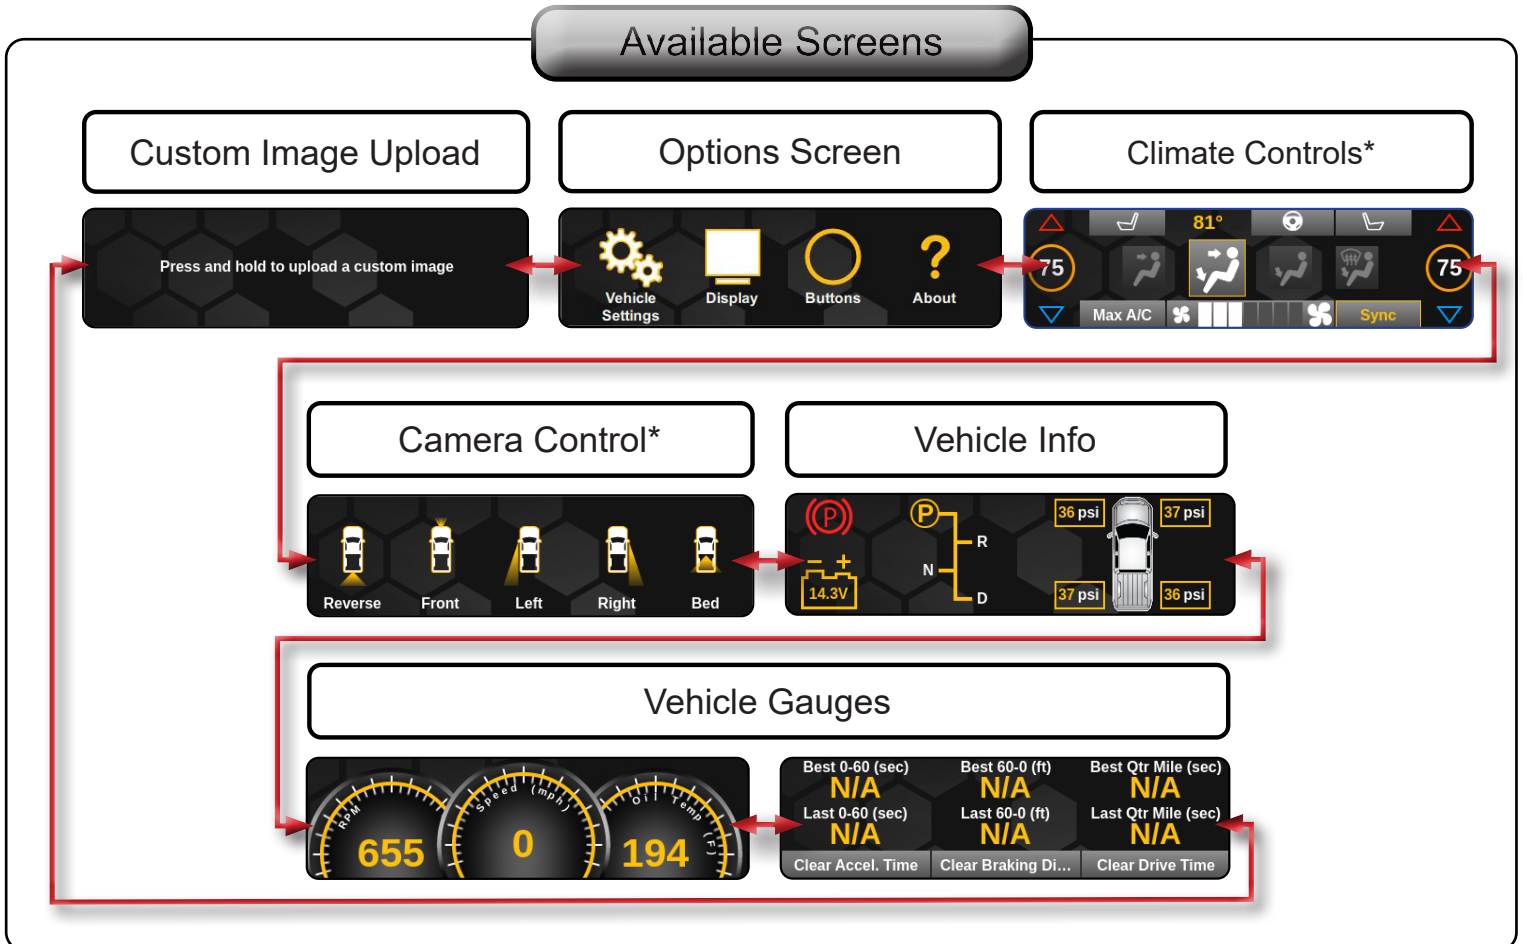 Available Screens
Custom Image Upload
Options Screen
Climate Controls*
Press and hold to upload a custom image
Vehicle
Settings
Display
Buttons
About
81°
75
75
Max A/C
Sync
Camera Control*
Vehicle Info
Reverse
Front
Left
Right
Bed
P
P
R
N
D
− +
14.3V
36 psi
37 psi
37 psi
36 psi
Vehicle Gauges
RPM
655
Speed (mph)
0
Oil Temp (F)
194
Best 0-60 (sec)
N/A
Best 60-0 (ft)
N/A
Best Qtr Mile (sec)
N/A
Last 0-60 (sec)
N/A
Last 60-0 (ft)
N/A
Last Qtr Mile (sec)
N/A
Clear Accel. Time
Clear Braking Di...
Clear Drive Time